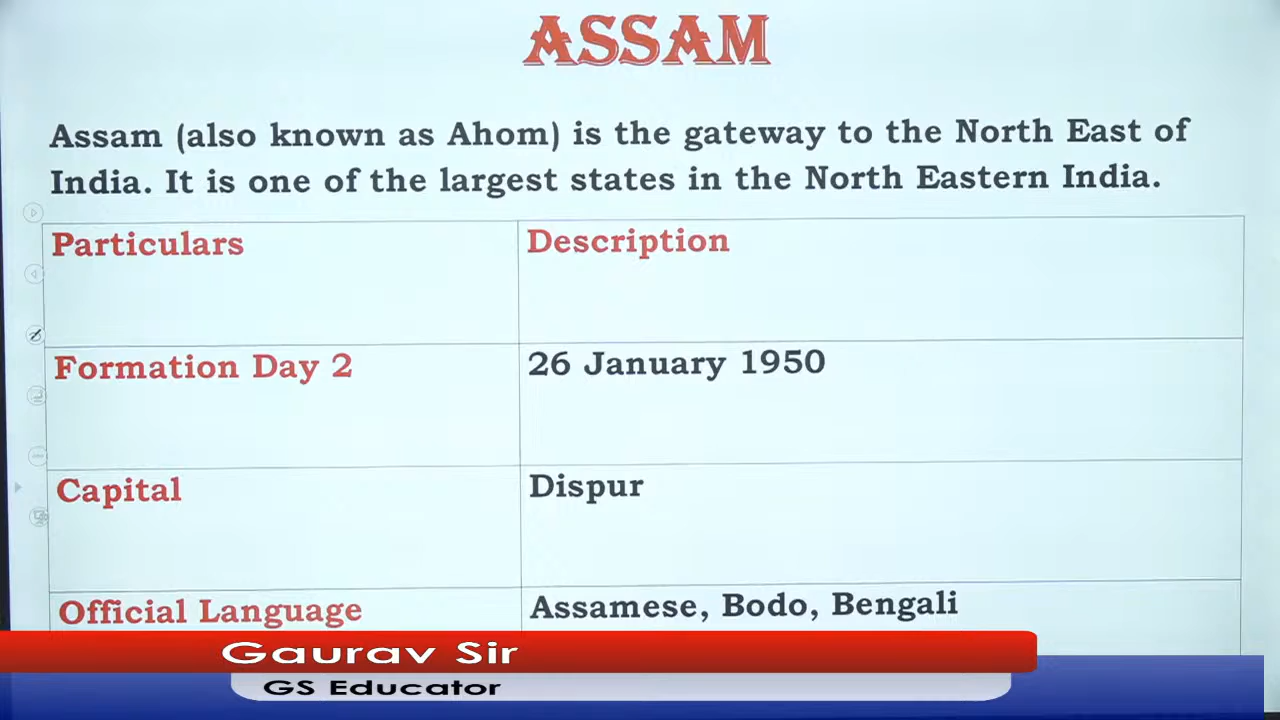 ASSAM
Assam (also known as Ahom) is the gateway to the North East of
India. It is one of the largest states in the North Eastern India.
Particulars
Description
Formation Day 2
26 January 1950
Capital
Dispur
Official Language
Assamese, Bodo, Bengali
Gaurav Sir
GS Educator